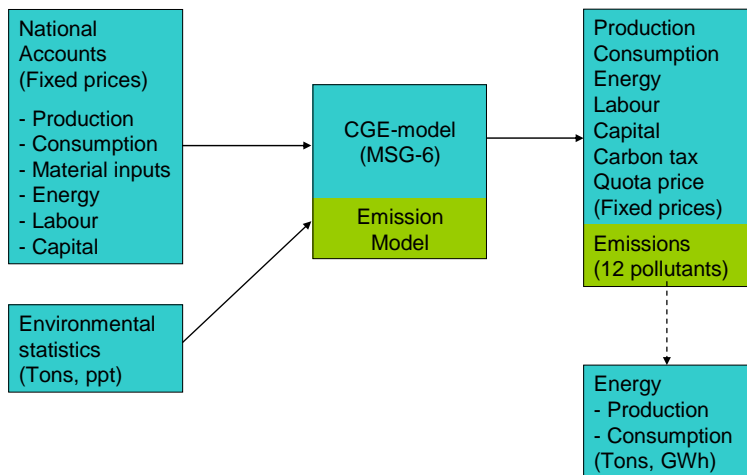 National
Accounts
(Fixed prices)
- Production
- Consumption
- Material inputs
- Energy
- Labour
- Capital
Environmental
statistics
(Tons, ppt)
CGE-model
(MSG-6)
Emission
Model
Production
Consumption
Energy
Labour
Capital
Carbon tax
Quota price
(Fixed prices)
Emissions
(12 pollutants)
Energy
- Production
- Consumption
(Tons, GWh)